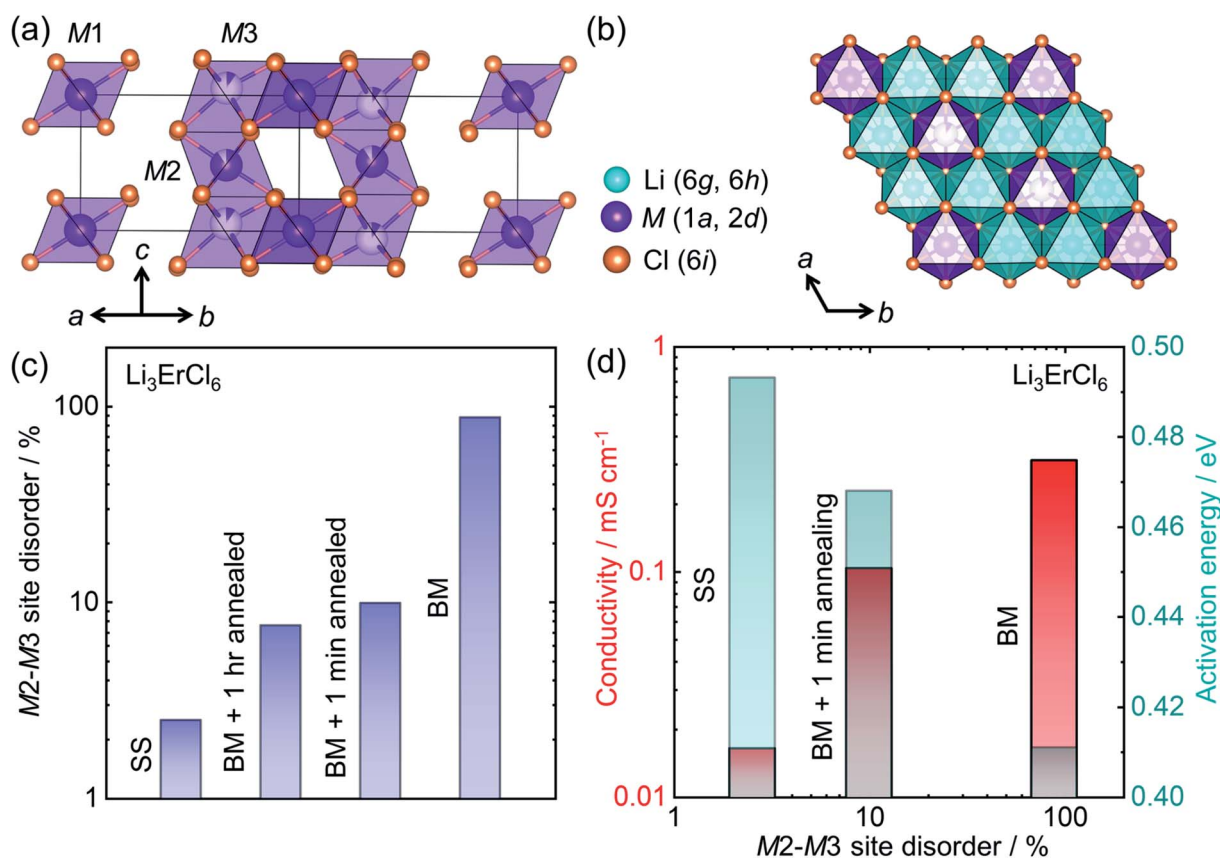 (a)
M1
M3
M2
c
a
b
(b)
Li (6g, 6h)
M (1a, 2d)
Cl (6i)
a
b
(c)
Li₃ErCl₆
M2-M3 site disorder / %
100
10
1
SS
BM + 1 hr annealed
BM + 1 min annealed
BM
(d)
Li₃ErCl₆
Conductivity / mS cm⁻¹
1
0.1
0.01
SS
BM + 1 min annealing
BM
Activation energy / eV
0.50
0.48
0.46
0.44
0.42
0.40
1
10
100
M2-M3 site disorder / %